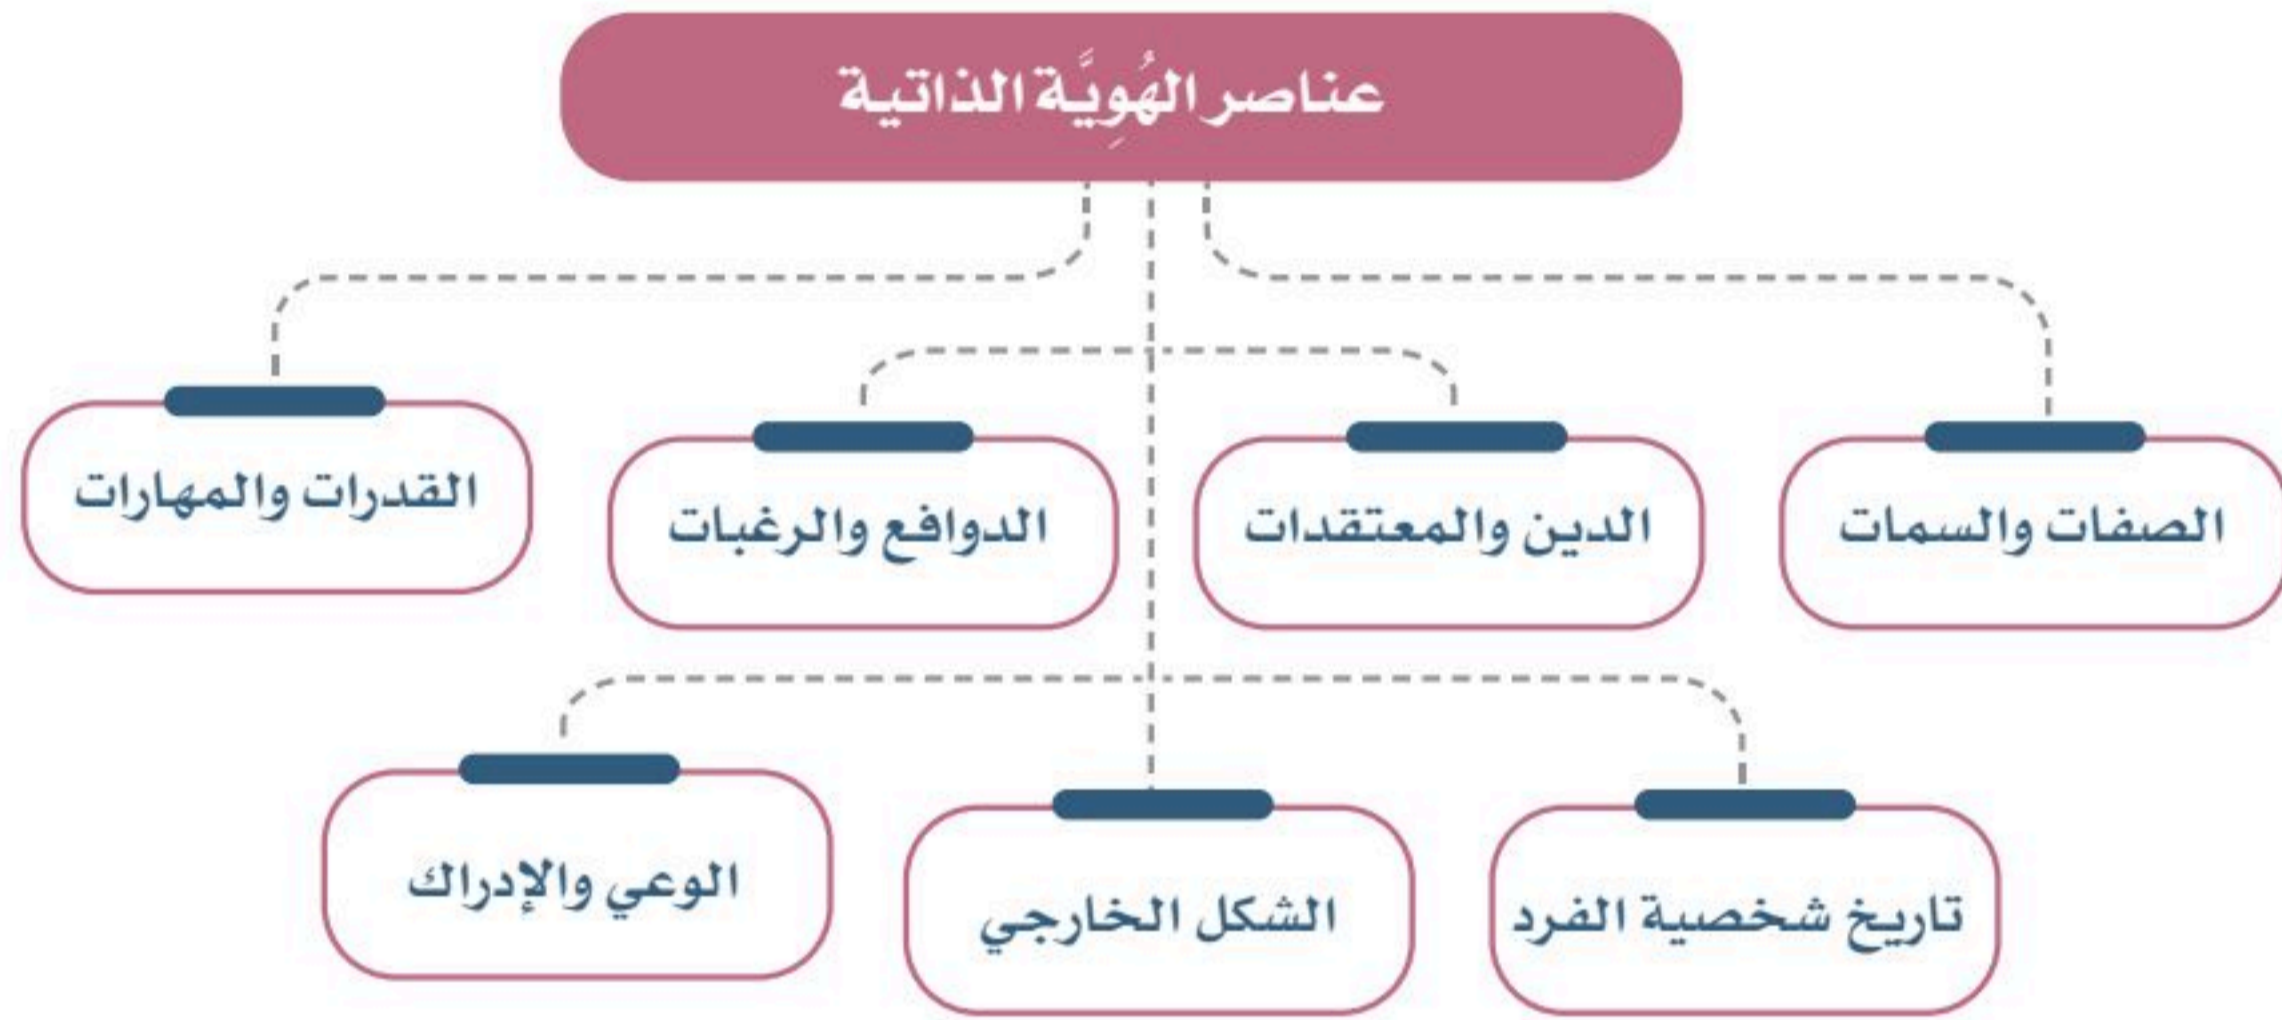 عناصر الهُوِيَّة الذاتية
الصفات والسمات
الدين والمعتقدات
الدوافع والرغبات
القدرات والمهارات
تاريخ شخصية الفرد
الشكل الخارجي
الوعي والإدراك